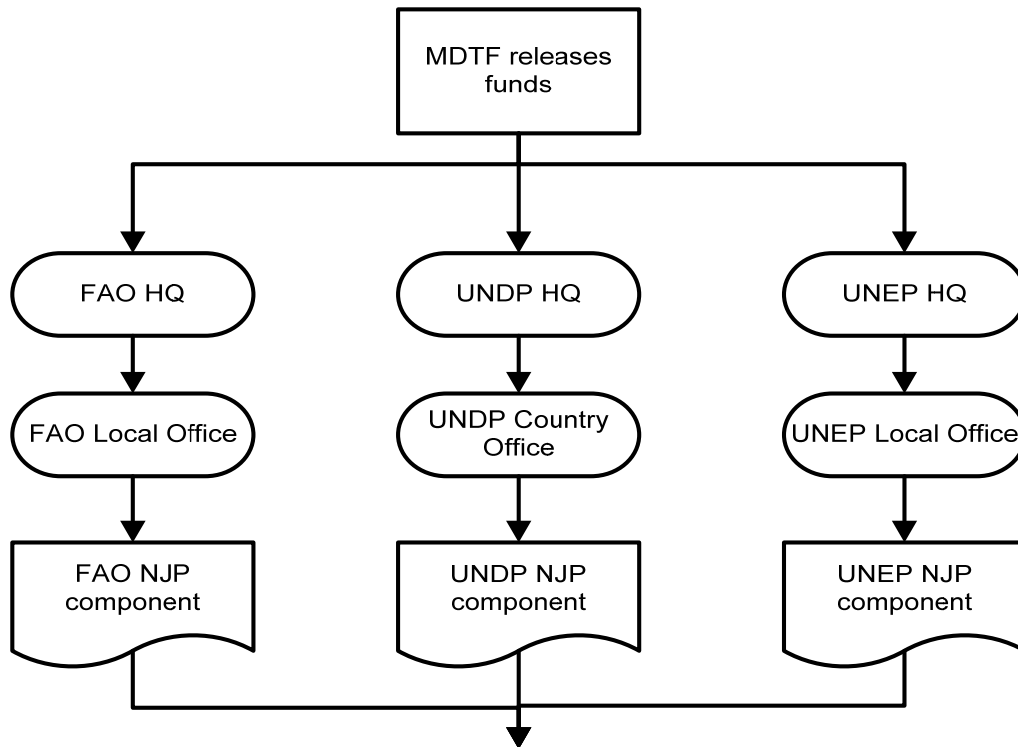 MDTF releases
funds
FAO HQ
UNDP HQ
UNEP HQ
FAO Local Office
UNDP Country
Office
UNEP Local Office
FAO NJP
component
UNDP NJP
component
UNEP NJP
component